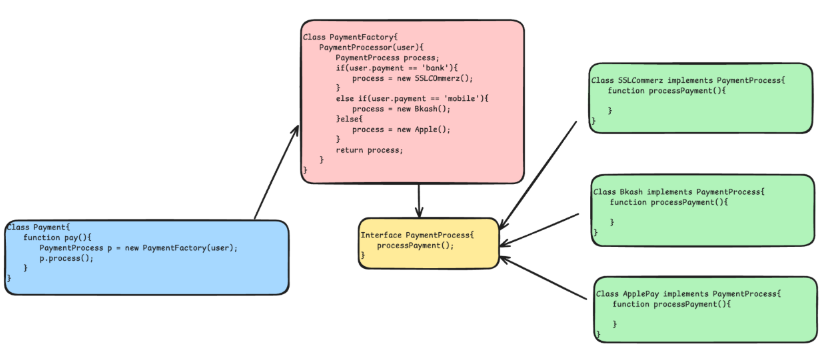 Class PaymentFactory{
PaymentProcessor(user){
PaymentProcess process;
if(user.payment == 'bank'){
process = new SSLCOmmerz();
}
else if(user.payment == 'mobile'){
process = new Bkash();
}else{
process = new Apple();
}
return process;
}
}
Class Payment{
function pay(){
PaymentProcess p = new PaymentFactory(user);
p.process();
}
}
Interface PaymentProcess{
processPayment();
}
Class SSLCommerz implements PaymentProcess{
function processPayment(){
}
}
Class Bkash implements PaymentProcess{
function processPayment(){
}
}
Class ApplePay implements PaymentProcess{
function processPayment(){
}
}